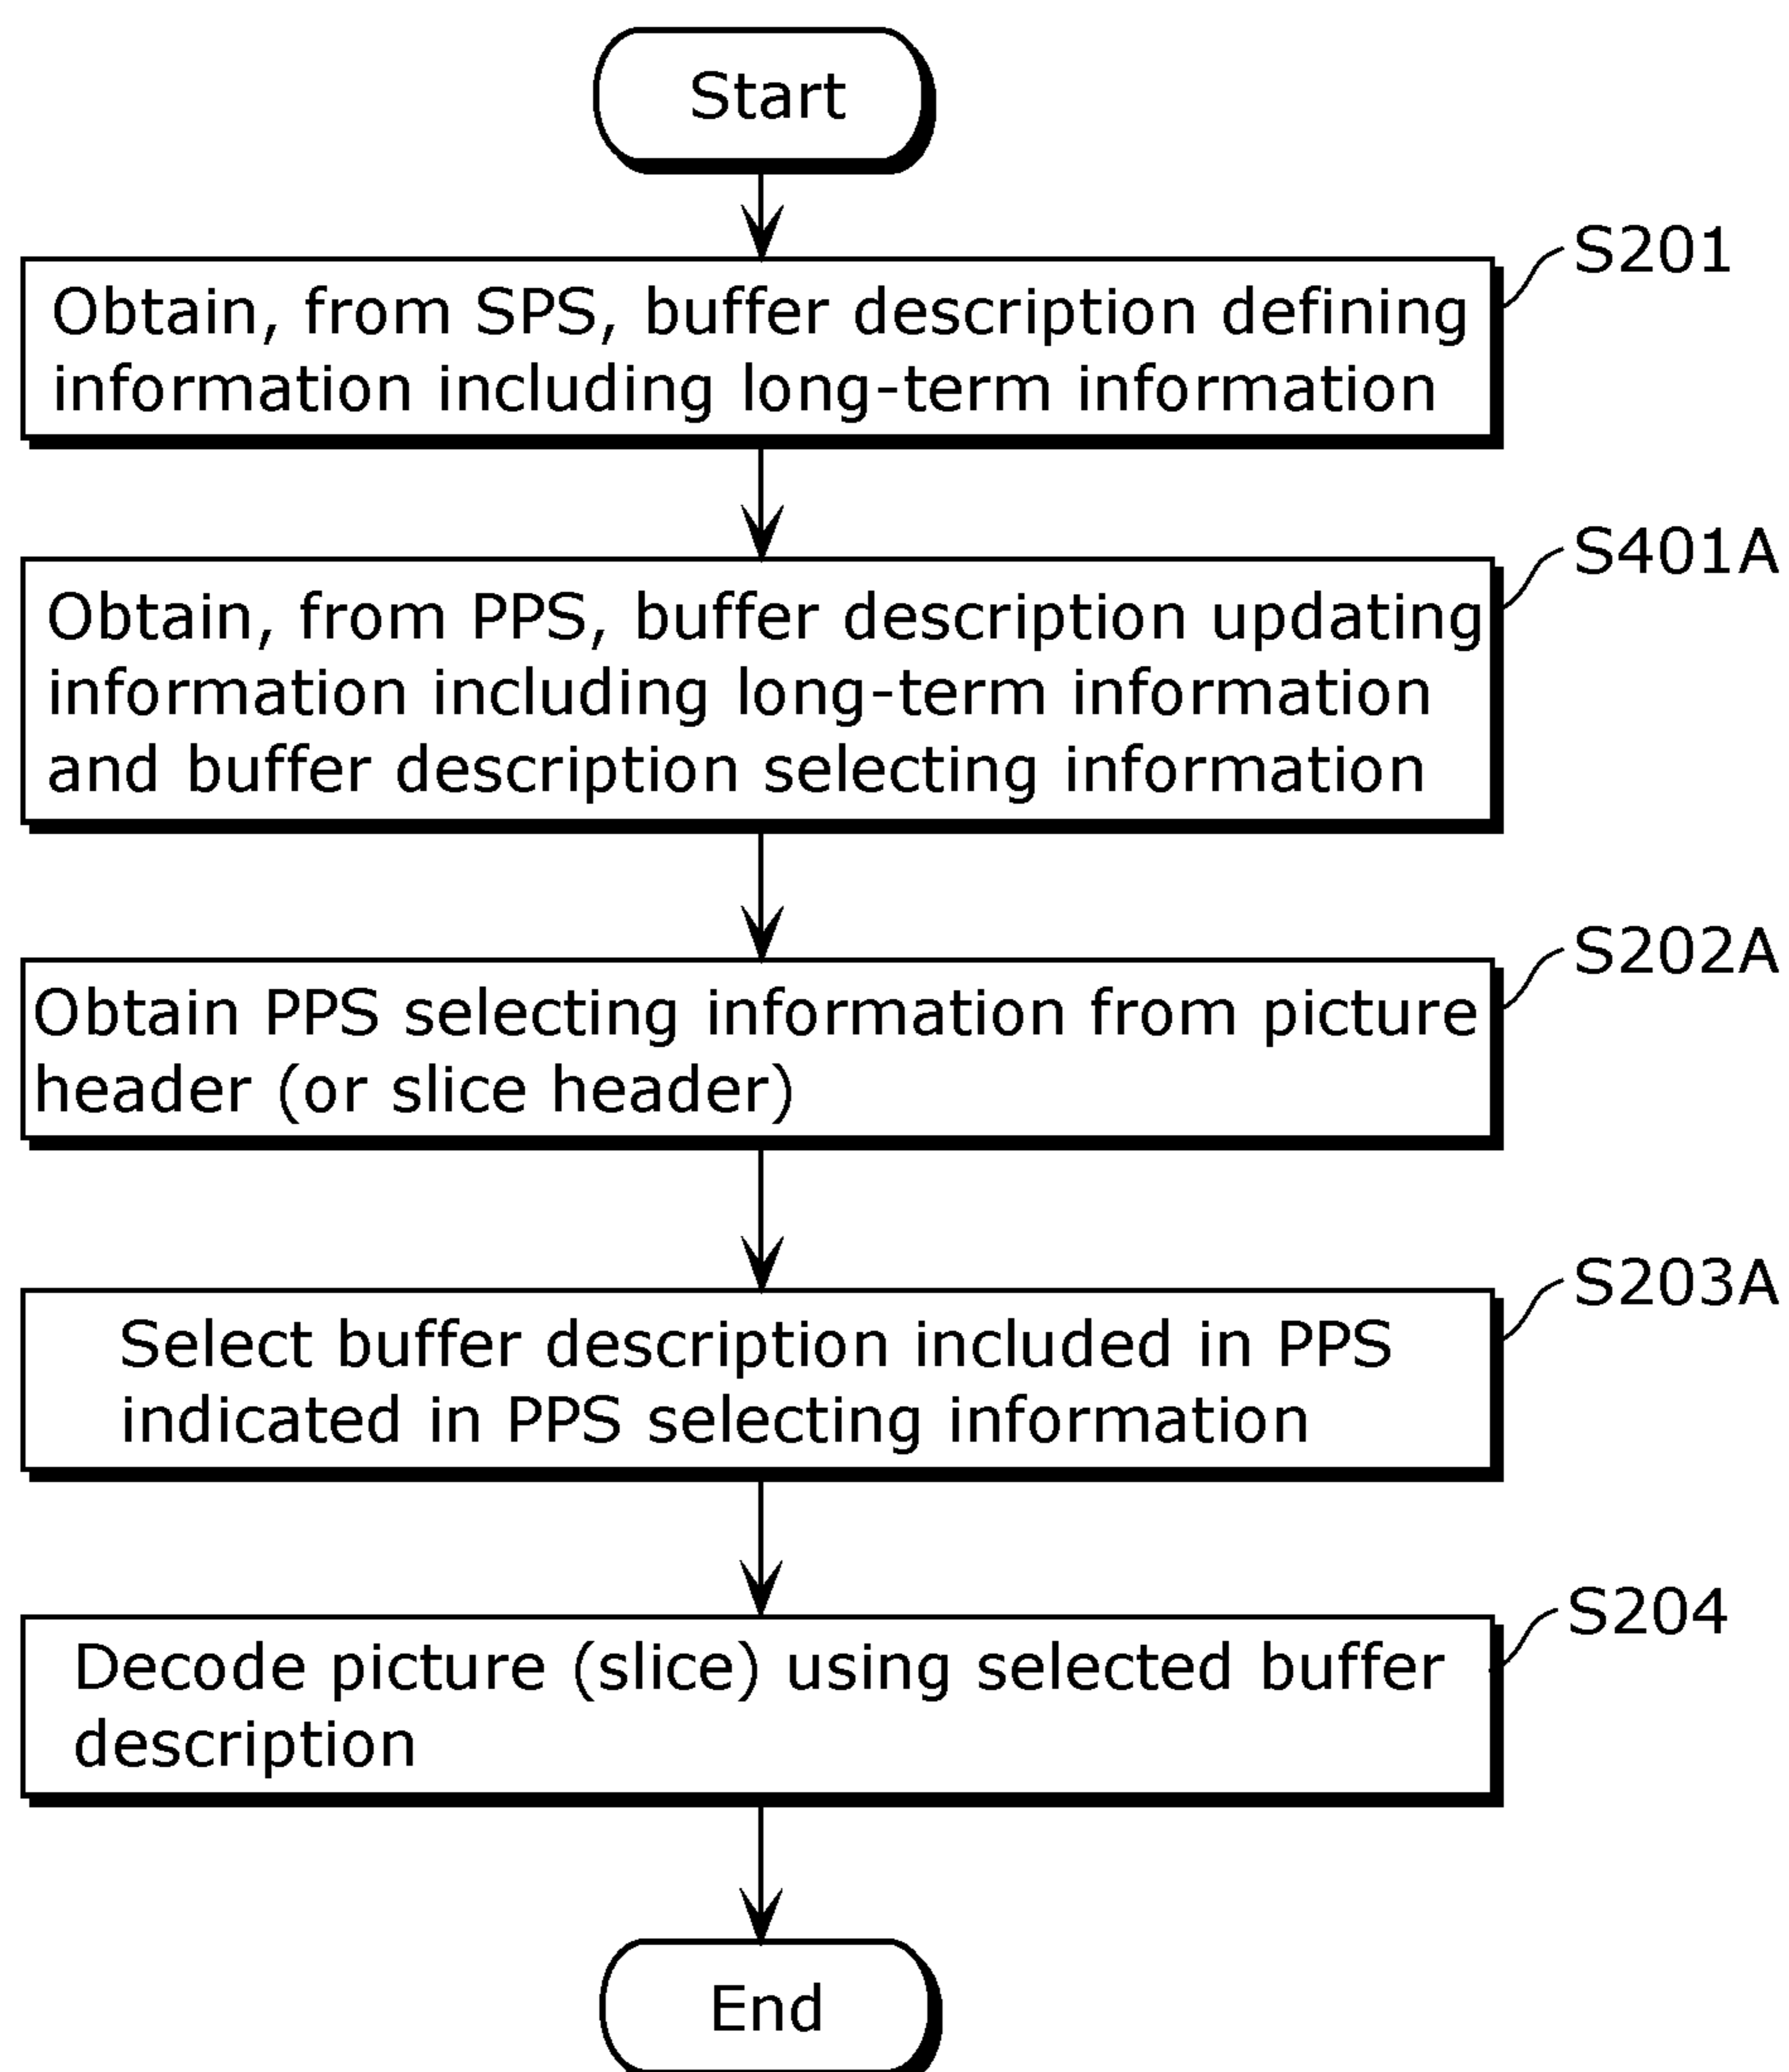 Start
S201
Obtain, from SPS, buffer description defining
information including long-term information
S401A
Obtain, from PPS, buffer description updating
information including long-term information
and buffer description selecting information
S202A
Obtain PPS selecting information from picture
header (or slice header)
S203A
Select buffer description included in PPS
indicated in PPS selecting information
S204
Decode picture (slice) using selected buffer
description
End